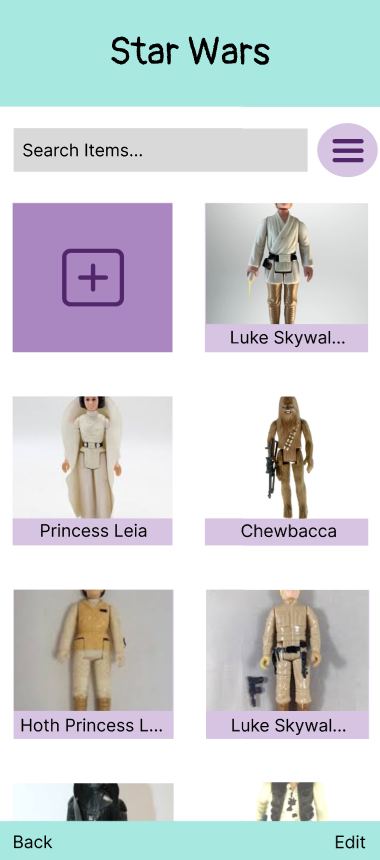 Star Wars
Search Items...
Luke Skywal...
Princess Leia
Chewbacca
Hoth Princess L...
Luke Skywal...
Back
Edit